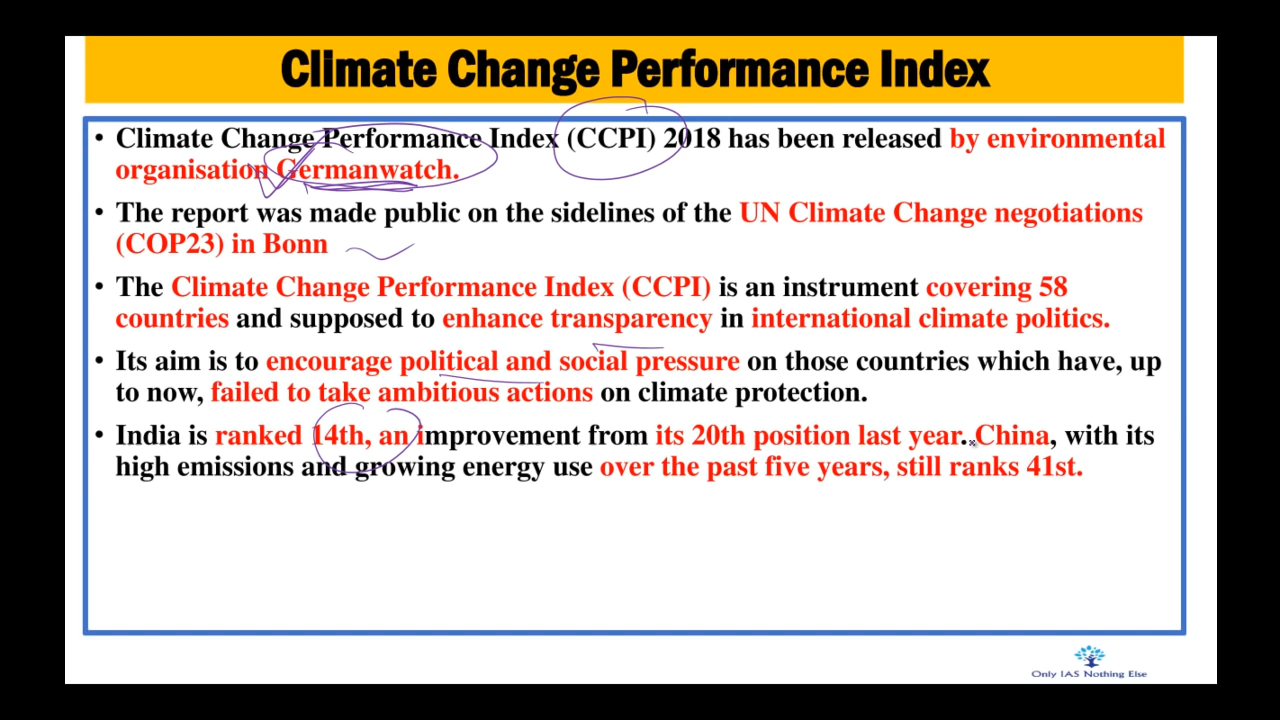 Climate Change Performance Index
• Climate Change Performance Index (CCPI) 2018 has been released by environmental
organisation Germanwatch.
• The report was made public on the sidelines of the UN Climate Change negotiations
(COP23) in Bonn
• The Climate Change Performance Index (CCPI) is an instrument covering 58
countries and supposed to enhance transparency in international climate politics.
• Its aim is to encourage political and social pressure on those countries which have, up
to now, failed to take ambitious actions on climate protection.
• India is ranked 14th, an improvement from its 20th position last year. China, with its
high emissions and growing energy use over the past five years, still ranks 41st.
Only IAS Nothing Else